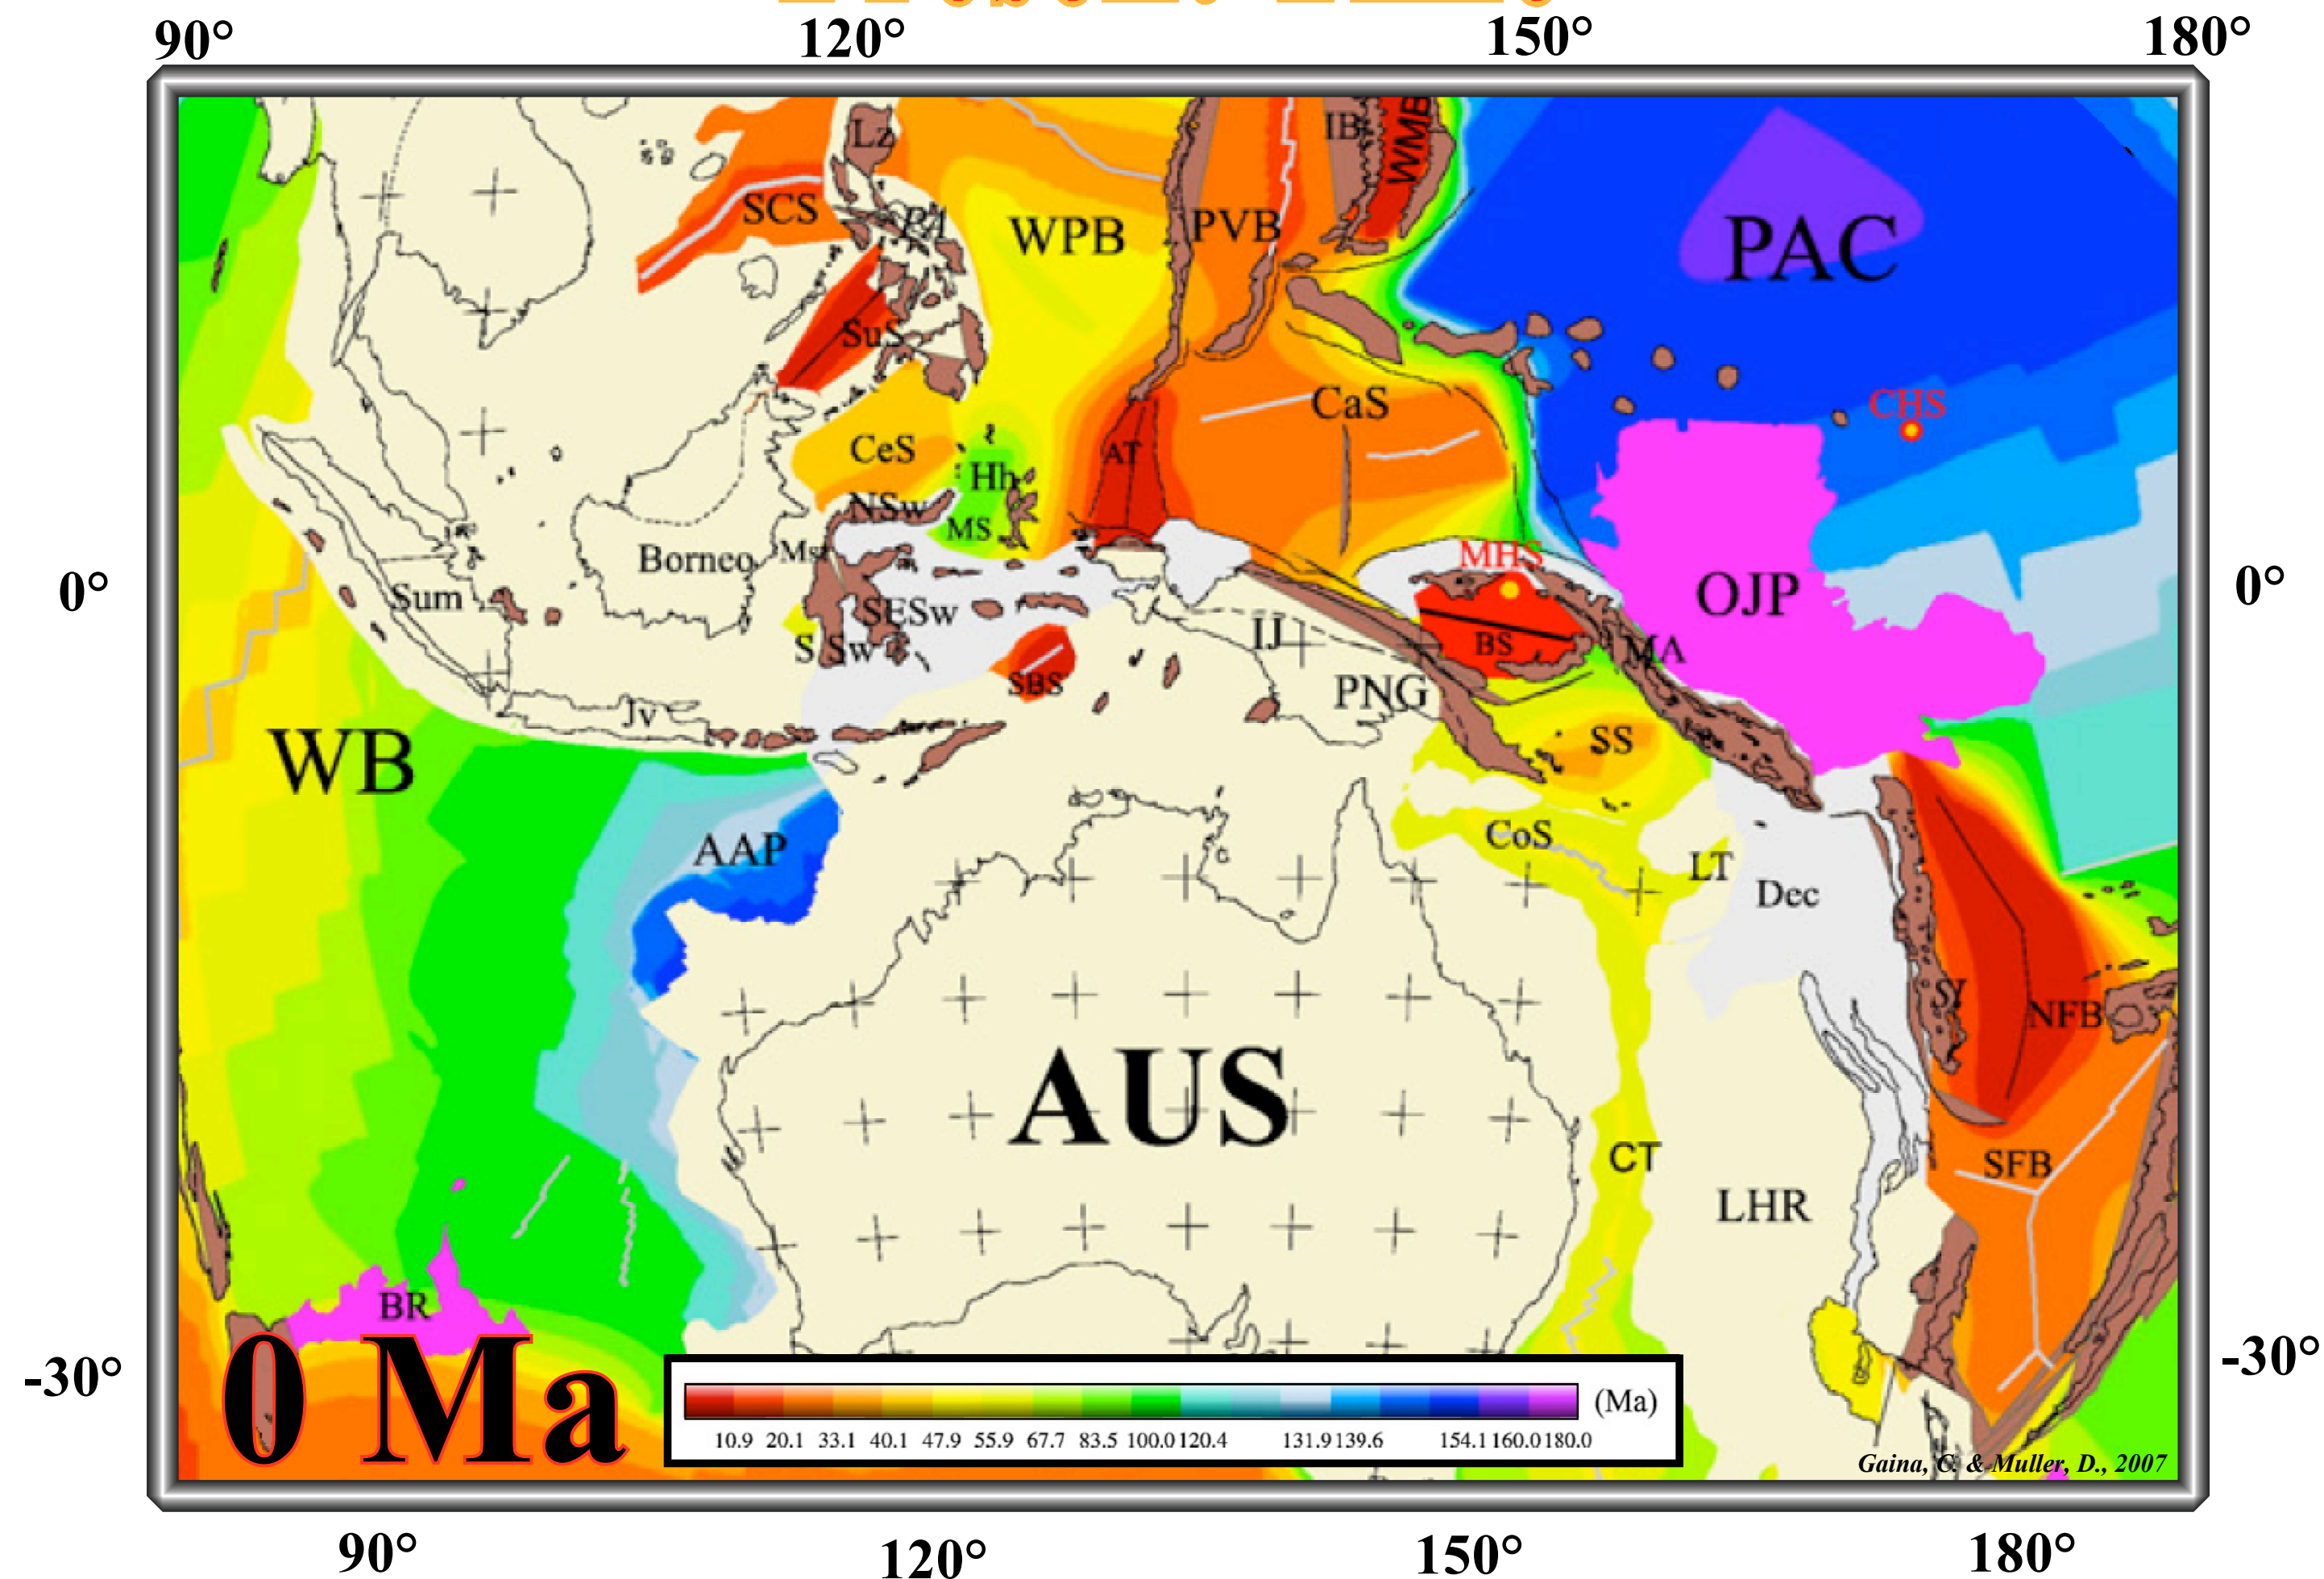 90° 120° 150° 180°
Lz IB WMB
SCS PA WPB PVB PAC
SuS
CaS CHS
CeS AT
Hh
NSw MS
Borneo Ms MHS
Sum SESw OJP
S Sw IJ BS MA
SBS PNG
Jv
WB SS
AAP CoS LT Dec
SI NFB
AUS
CT SFB
LHR
BR
0° 0°
-30° -30°
0 Ma
(Ma)
10.9 20.1 33.1 40.1 47.9 55.9 67.7 83.5 100.0 120.4 131.9 139.6 154.1 160.0 180.0
Gaina, C. & Muller, D., 2007
90° 120° 150° 180°